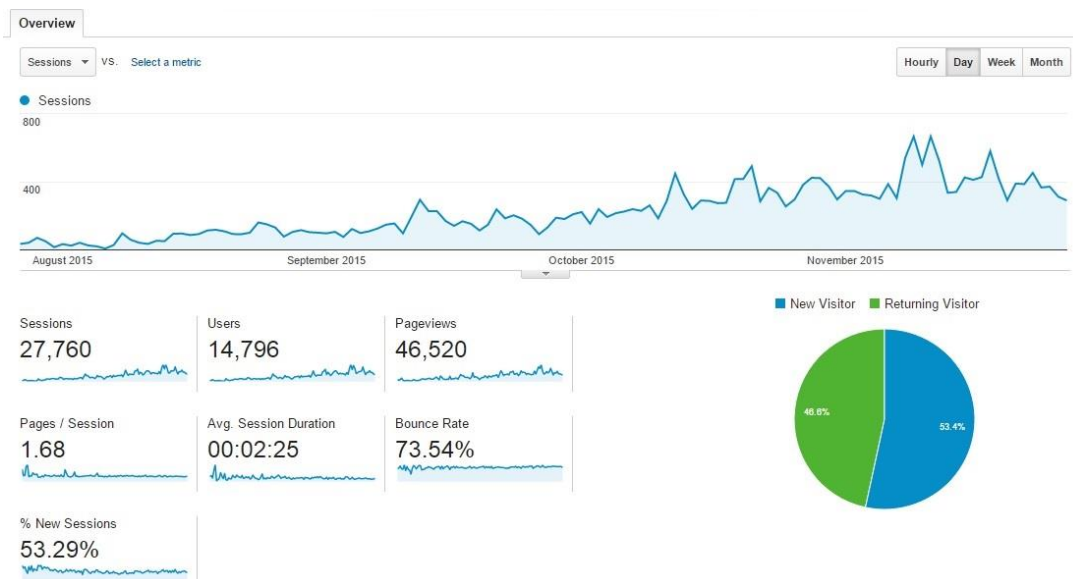 Overview
Sessions VS. Select a metric
Hourly Day Week Month
Sessions
800
400
August 2015 September 2015 October 2015 November 2015
New Visitor Returning Visitor
Sessions Users Pageviews
27,760 14,796 46,520
46.6% 53.4%
Pages / Session Avg. Session Duration Bounce Rate
1.68 00:02:25 73.54%
% New Sessions
53.29%